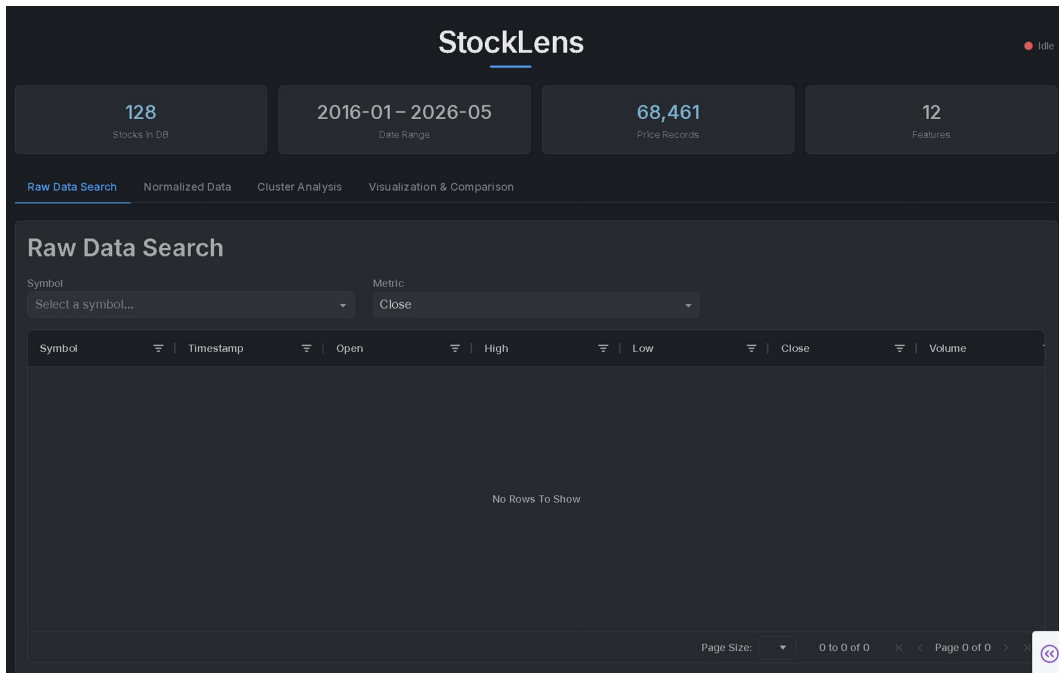 StockLens
Idle
128
Stocks In DB
2016-01 – 2026-05
Date Range
68,461
Price Records
12
Features
Raw Data Search
Normalized Data
Cluster Analysis
Visualization & Comparison
Raw Data Search
Symbol
Select a symbol...
Metric
Close
Symbol
Timestamp
Open
High
Low
Close
Volume
No Rows To Show
Page Size:
0 to 0 of 0
Page 0 of 0